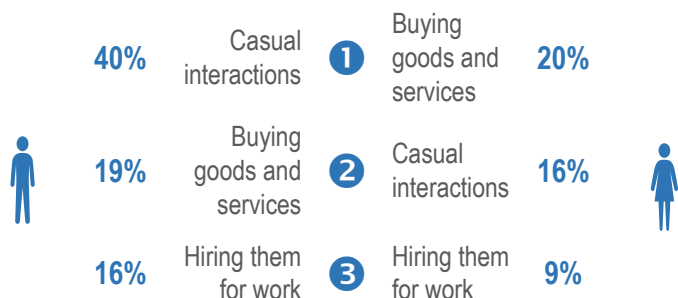 40%
Casual
interactions
1
Buying
goods and
services
20%
19%
Buying
goods and
services
2
Casual
interactions
16%
16%
Hiring them
for work
3
Hiring them
for work
9%